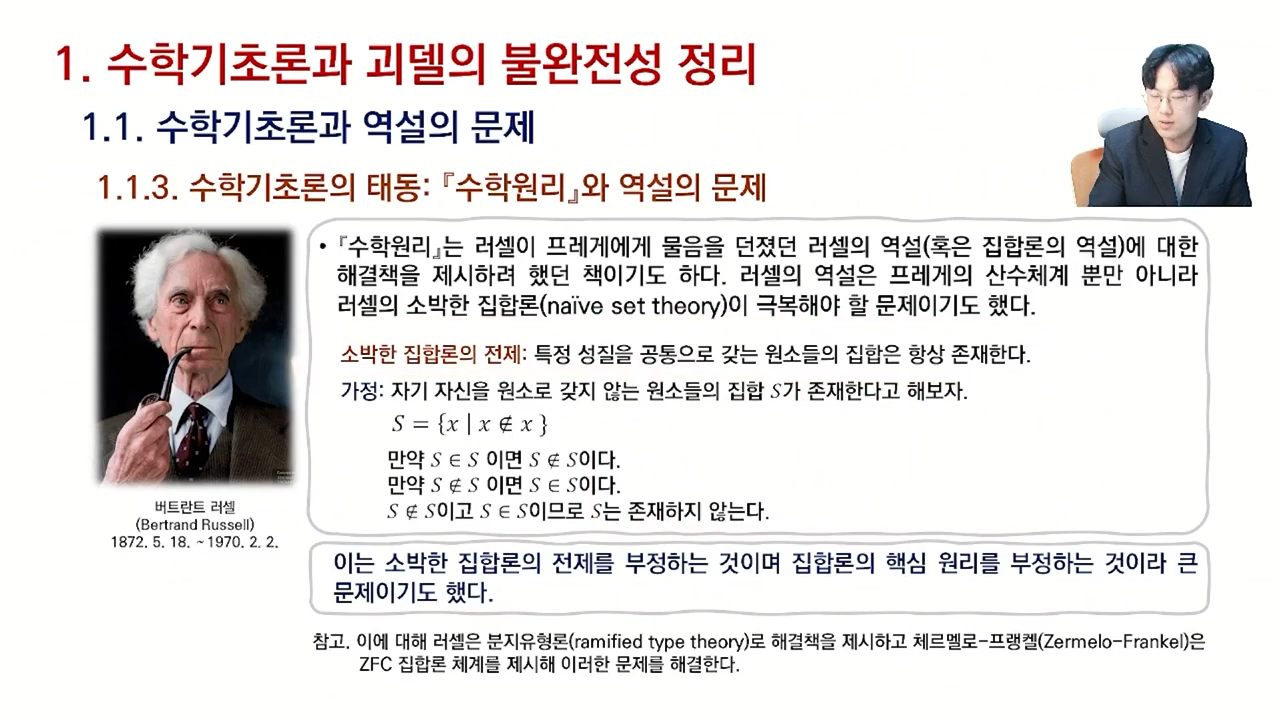 1. 수학기초론과 괴델의 불완전성 정리
1.1. 수학기초론과 역설의 문제
1.1.3. 수학기초론의 태동: 『수학원리』와 역설의 문제
• 『수학원리』는 러셀이 프레게에게 물음을 던졌던 러셀의 역설(혹은 집합론의 역설)에 대한
해결책을 제시하려 했던 책이기도 하다. 러셀의 역설은 프레게의 산수체계 뿐만 아니라
러셀의 소박한 집합론(naïve set theory)이 극복해야 할 문제이기도 했다.
소박한 집합론의 전제: 특정 성질을 공통으로 갖는 원소들의 집합은 항상 존재한다.
가정: 자기 자신을 원소로 갖지 않는 원소들의 집합 S가 존재한다고 해보자.
S = {x | x ∉ x }
만약 S ∈ S 이면 S ∉ S이다.
만약 S ∉ S 이면 S ∈ S이다.
S ∉ S이고 S ∈ S이므로 S는 존재하지 않는다.
버트란트 러셀
(Bertrand Russell)
1872. 5. 18. ~ 1970. 2. 2.
이는 소박한 집합론의 전제를 부정하는 것이며 집합론의 핵심 원리를 부정하는 것이라 큰
문제이기도 했다.
참고. 이에 대해 러셀은 분지유형론(ramified type theory)로 해결책을 제시하고 체르멜로-프랭켈(Zermelo-Frankel)은
ZFC 집합론 체계를 제시해 이러한 문제를 해결한다.